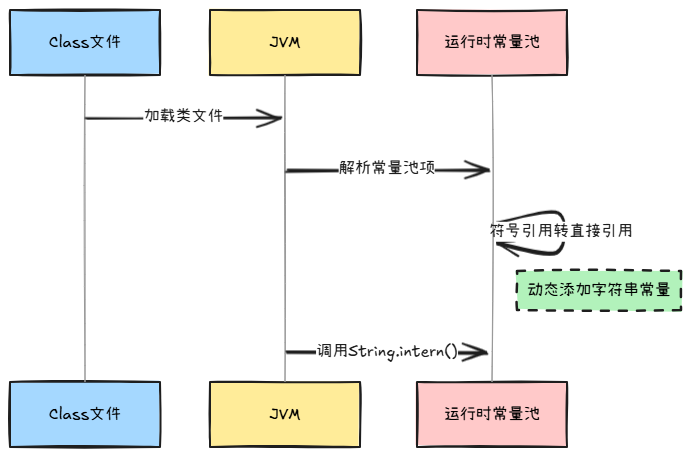 Class文件
JVM
运行时常量池
加载类文件
解析常量池项
符号引用转直接引用
动态添加字符串常量
调用String.intern()
Class文件
JVM
运行时常量池